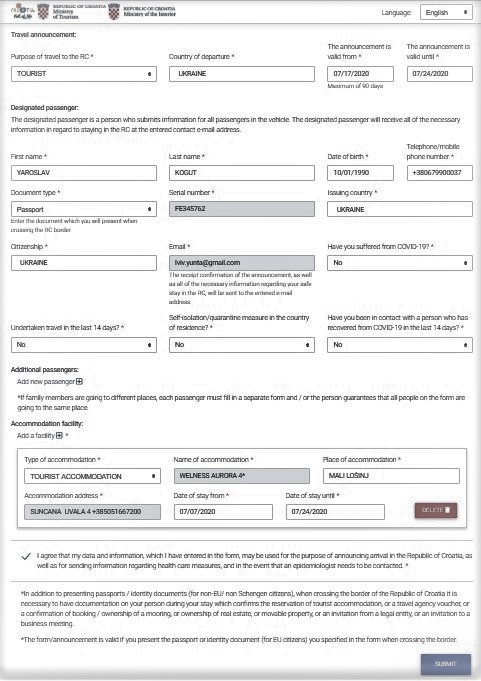 REPUBLIC OF CROATIA
Ministry
of Tourism
REPUBLIC OF CROATIA
Ministry of the Interior
Language: English
Travel announcement:
The announcement is The announcement is
Purpose of travel to the RC * Country of departure * valid from * valid until *
TOURIST UKRAINE 07/17/2020 07/24/2020
Maximum of 90 days
Designated passenger:
The designated passenger is a person who submits information for all passengers in the vehicle. The designated passenger will receive all of the necessary
information in regard to staying in the RC at the entered contact e-mail address.
Telephone/mobile
First name * Last name * Date of birth * phone number *
YAROSLAV KOGUT 10/01/1990 +380679900037
Document type * Serial number * Issuing country *
Passport FE345762 UKRAINE
Enter the document which you will present when
crossing the RC border
Citizenship * Email * Have you suffered from COVID-19? *
UKRAINE lviv.yunta@gmail.com No
The receipt confirmation of the announcement, as well
as all of the necessary information regarding your safe
stay in the RC, will be sent to the entered e-mail
address
Self-isolation/quarantine measure in the country Have you been in contact with a person who has
Undertaken travel in the last 14 days? * of residence? * recovered from COVID-19 in the last 14 days? *
No No No
Additional passengers:
Add new passenger
*If family members are going to different places, each passenger must fill in a separate form and / or the person guarantees that all people on the form are
going to the same place.
Accommodation facility:
Add a facility *
Type of accommodation * Name of accommodation * Place of accommodation *
TOURIST ACCOMMODATION WELNESS AURORA 4* MALI LOŠINJ
Accommodation address * Date of stay from * Date of stay until *
SUNCANA UVALA 4 +385051667200 07/07/2020 07/24/2020 DELETE
I agree that my data and information, which I have entered in the form, may be used for the purpose of announcing arrival in the Republic of Croatia, as
well as for sending information regarding health care measures, and in the event that an epidemiologist needs to be contacted. *
*In addition to presenting passports / identity documents (for non-EU/ non Schengen citizens), when crossing the border of the Republic of Croatia it is
necessary to have documentation on your person during your stay which confirms the reservation of tourist accommodation, or a travel agency voucher, or
a confirmation of booking / ownership of a mooring, or ownership of real estate, or movable property, or an invitation from a legal entity, or an invitation to a
business meeting.
*The form/announcement is valid if you present the passport or identity document (for EU citizens) you specified in the form when crossing the border.
SUBMIT